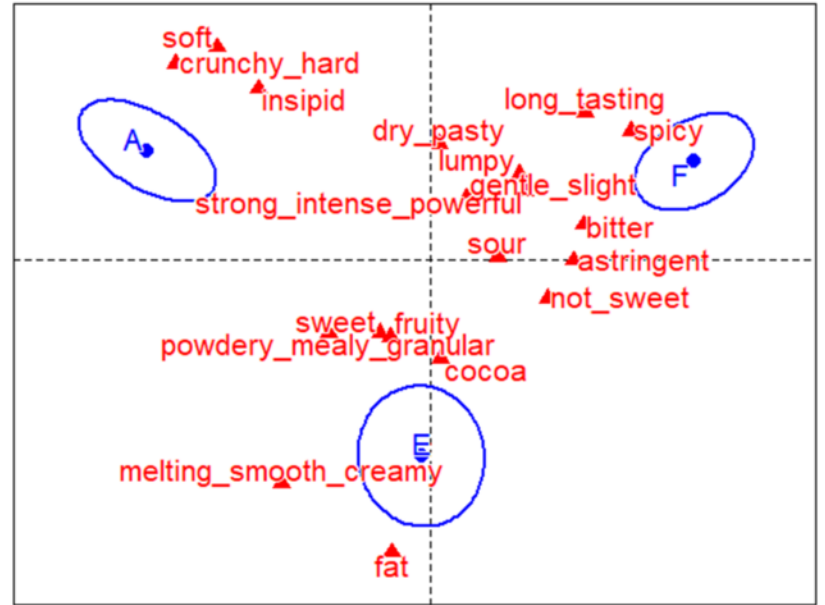 soft
crunchy_hard
insipid
long_tasting
A
dry_pasty
spicy
lumpy
F
gentle_slight
strong_intense_powerful
bitter
sour
astringent
not_sweet
sweet
fruity
powdery_mealy_granular
cocoa
E
melting_smooth_creamy
fat